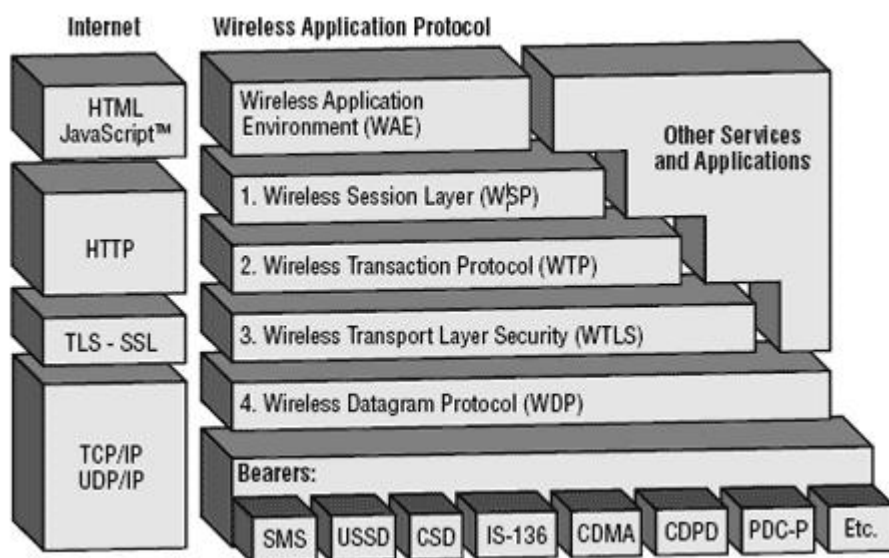 Internet
Wireless Application Protocol
HTML
JavaScript™
HTTP
TLS - SSL
TCP/IP
UDP/IP
Wireless Application
Environment (WAE)
1. Wireless Session Layer (WSP)
2. Wireless Transaction Protocol (WTP)
3. Wireless Transport Layer Security (WTLS)
4. Wireless Datagram Protocol (WDP)
Other Services
and Applications
Bearers:
SMS
USSD
CSD
IS-136
CDMA
CDPD
PDC-P
Etc.